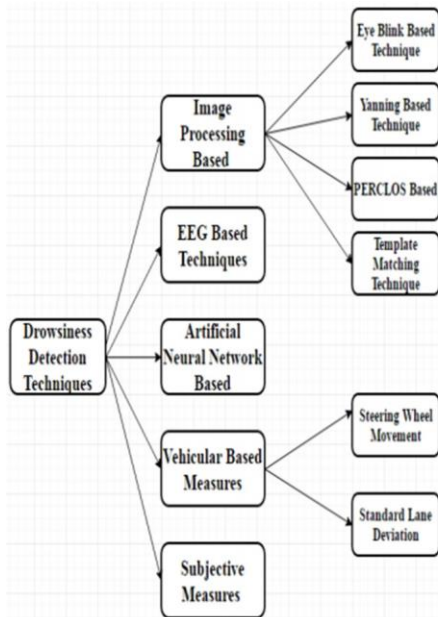 Eye Blink Based
Technique
Image
Processing
Based
Yanning Based
Technique
PERCLOS Based
Template
Matching
Technique
EEG Based
Techniques
Drowsiness
Detection
Techniques
Artificial
Neural Network
Based
Vehicular Based
Measures
Steering Wheel
Movement
Standard Lane
Deviation
Subjective
Measures